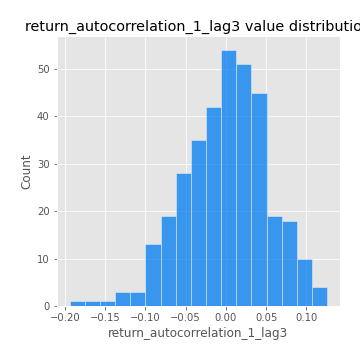 return_autocorrelation_1_lag3 value distributio
Count
50
40
30
20
10
0
−0.20 −0.15 −0.10 −0.05 0.00 0.05 0.10
return_autocorrelation_1_lag3